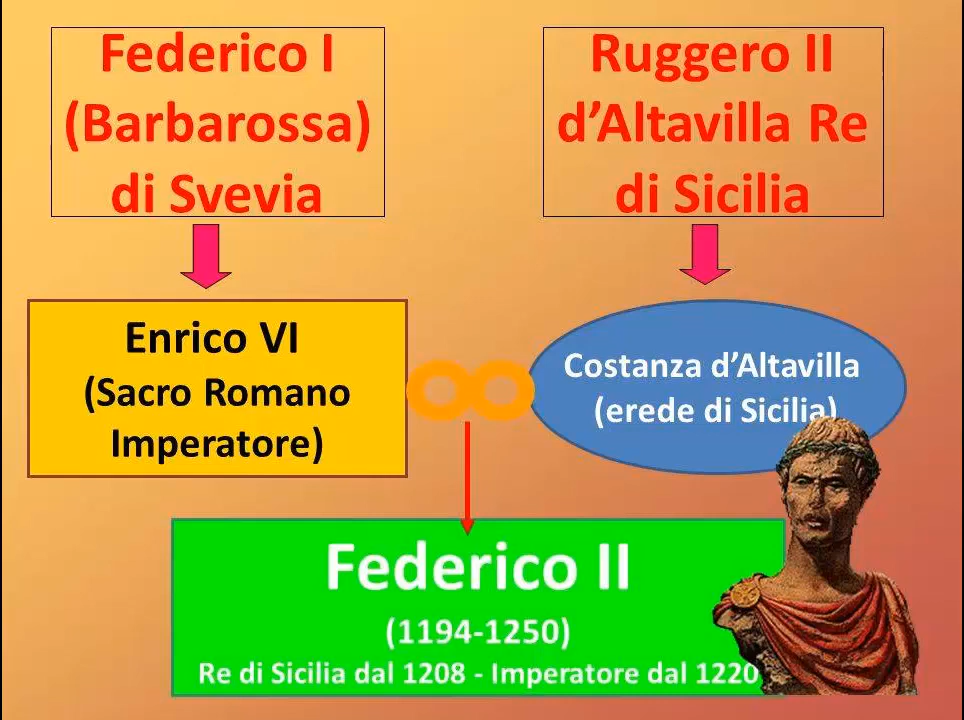 Federico I
(Barbarossa)
di Svevia
Ruggero II
d’Altavilla Re
di Sicilia
Enrico VI
(Sacro Romano
Imperatore)
Costanza d’Altavilla
(erede di Sicilia)
Federico II
(1194-1250)
Re di Sicilia dal 1208 - Imperatore dal 1220